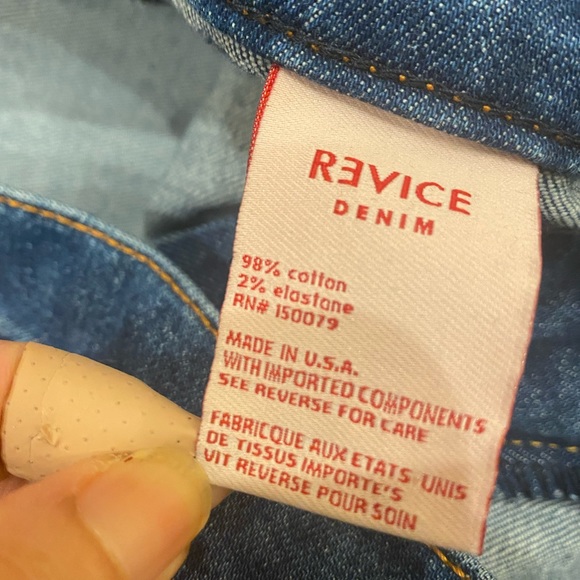 RƎVICE
DENIM
98% cotton
2% elastane
RN# 150079
MADE IN U.S.A.
WITH IMPORTED COMPONENTS
SEE REVERSE FOR CARE
FABRICQUE AUX ETATS UNIS
DE TISSUS IMPORTE'S
VIT REVERSE POUR SOIN